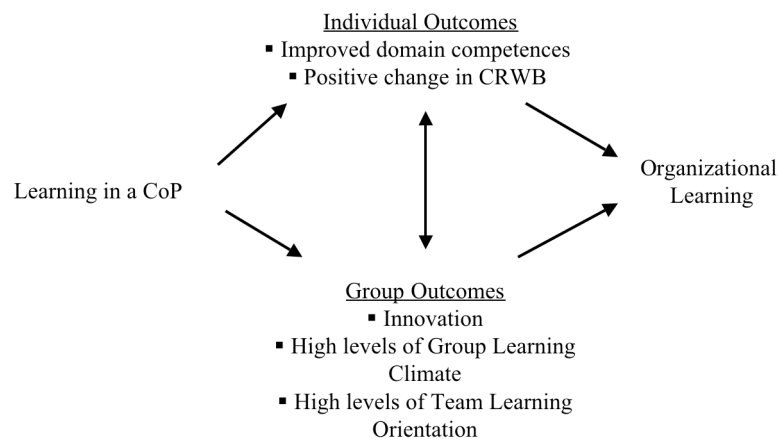 Individual Outcomes
▪ Improved domain competences
▪ Positive change in CRWB
Learning in a CoP
Organizational
Learning
Group Outcomes
▪ Innovation
▪ High levels of Group Learning
Climate
▪ High levels of Team Learning
Orientation